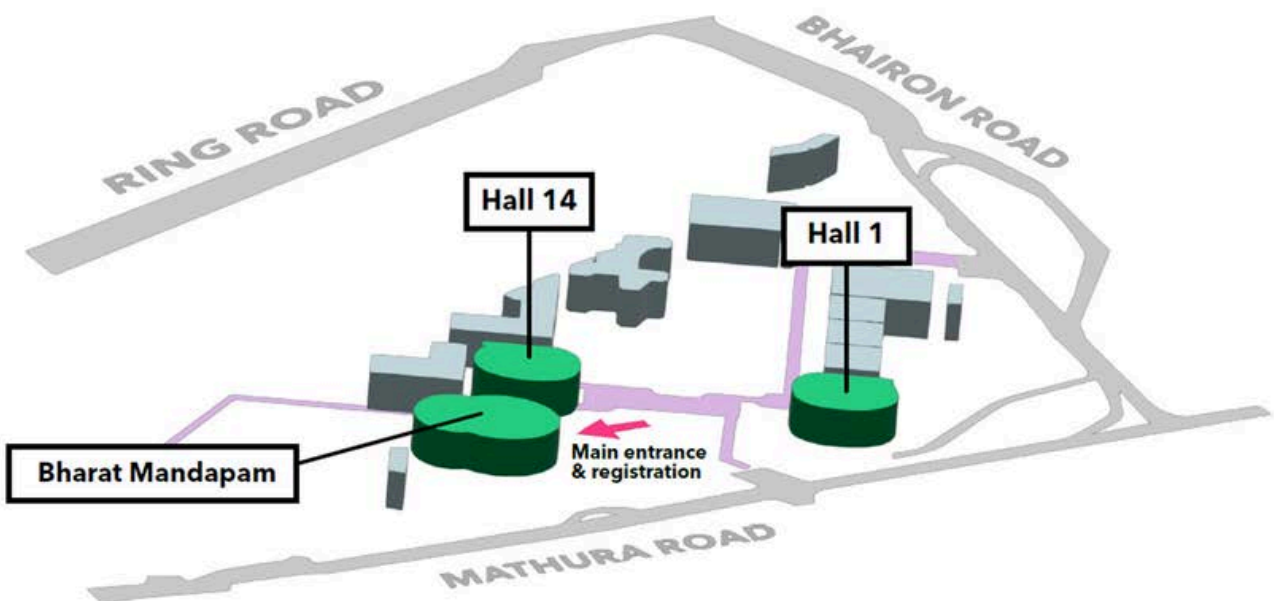 BHAIRON ROAD
RING ROAD
Hall 14
Hall 1
Bharat Mandapam
Main entrance
& registration
MATHURA ROAD